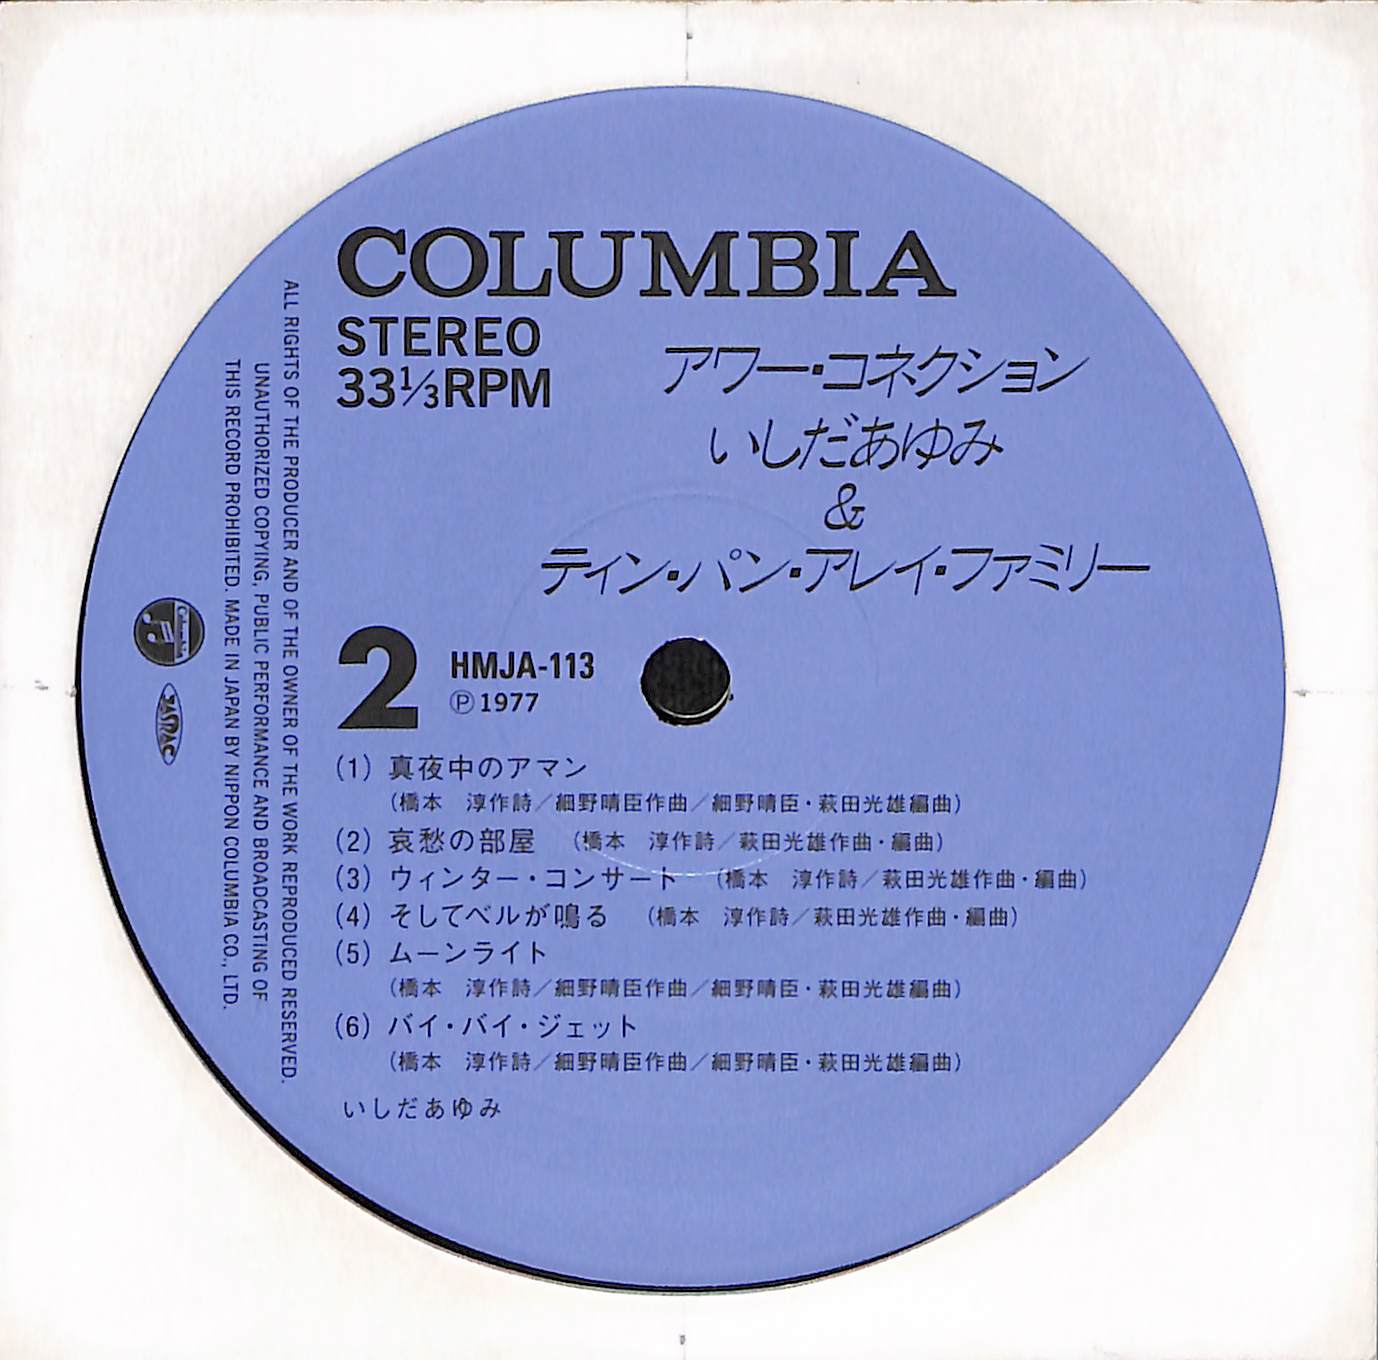 COLUMBIA
STEREO
33⅓RPM
アワー・コネクション
いしだあゆみ
&
ティン・パン・アレイ・ファミリー
2
HMJA-113
Ⓟ1977
(1) 真夜中のアマン
(橋本 淳作詩/細野晴臣作曲/細野晴臣・萩田光雄編曲)
(2) 哀愁の部屋 (橋本 淳作詩/萩田光雄作曲・編曲)
(3) ウィンター・コンサート (橋本 淳作詩/萩田光雄作曲・編曲)
(4) そしてベルが鳴る (橋本 淳作詩/萩田光雄作曲・編曲)
(5) ムーンライト
(橋本 淳作詩/細野晴臣作曲/細野晴臣・萩田光雄編曲)
(6) バイ・バイ・ジェット
(橋本 淳作詩/細野晴臣作曲/細野晴臣・萩田光雄編曲)
いしだあゆみ
ALL RIGHTS OF THE PRODUCER AND OF THE OWNER OF THE WORK REPRODUCED RESERVED.
UNAUTHORIZED COPYING, PUBLIC PERFORMANCE AND BROADCASTING OF
THIS RECORD PROHIBITED. MADE IN JAPAN BY NIPPON COLUMBIA CO., LTD.
Columbia
JASRAC